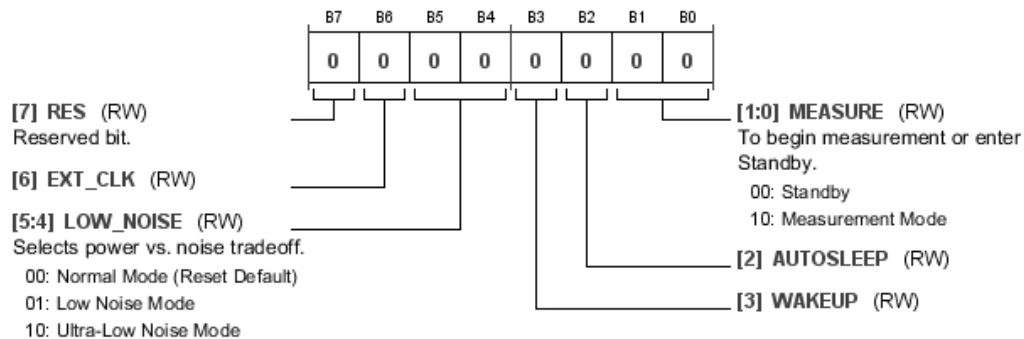 B7 B6 B5 B4 B3 B2 B1 B0
0 0 0 0 0 0 0 0
[7] RES (RW)
Reserved bit.
[6] EXT_CLK (RW)
[5:4] LOW_NOISE (RW)
Selects power vs. noise tradeoff.
00: Normal Mode (Reset Default)
01: Low Noise Mode
10: Ultra-Low Noise Mode
[1:0] MEASURE (RW)
To begin measurement or enter
Standby.
00: Standby
10: Measurement Mode
[2] AUTOSLEEP (RW)
[3] WAKEUP (RW)